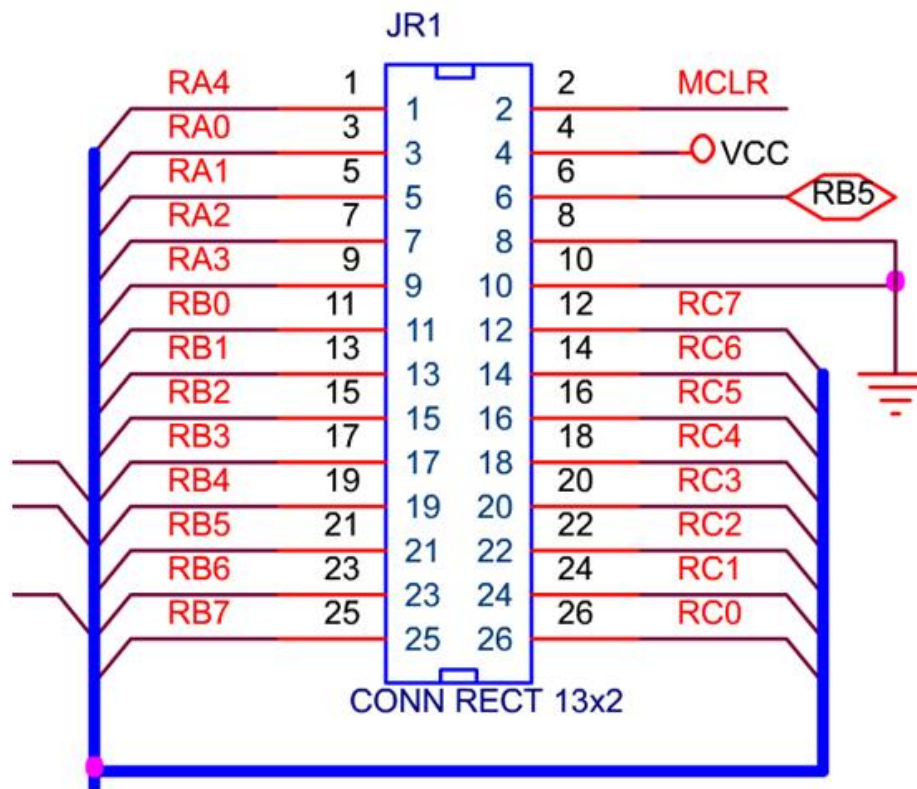 JR1
RA4 1 1 2 2 MCLR
RA0 3 3 4 4 VCC
RA1 5 5 6 6 RB5
RA2 7 7 8 8
RA3 9 9 10 10
RB0 11 11 12 12 RC7
RB1 13 13 14 14 RC6
RB2 15 15 16 16 RC5
RB3 17 17 18 18 RC4
RB4 19 19 20 20 RC3
RB5 21 21 22 22 RC2
RB6 23 23 24 24 RC1
RB7 25 25 26 26 RC0
CONN RECT 13x2